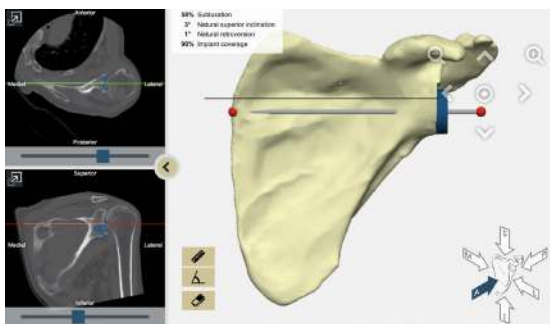 Anterior
Medial
Lateral
Posterior
Superior
Medial
Lateral
Inferior
59% Subluxation
3° Natural superior inclination
1° Natural retroversion
90% Implant coverage
S
M
P
A
L
I